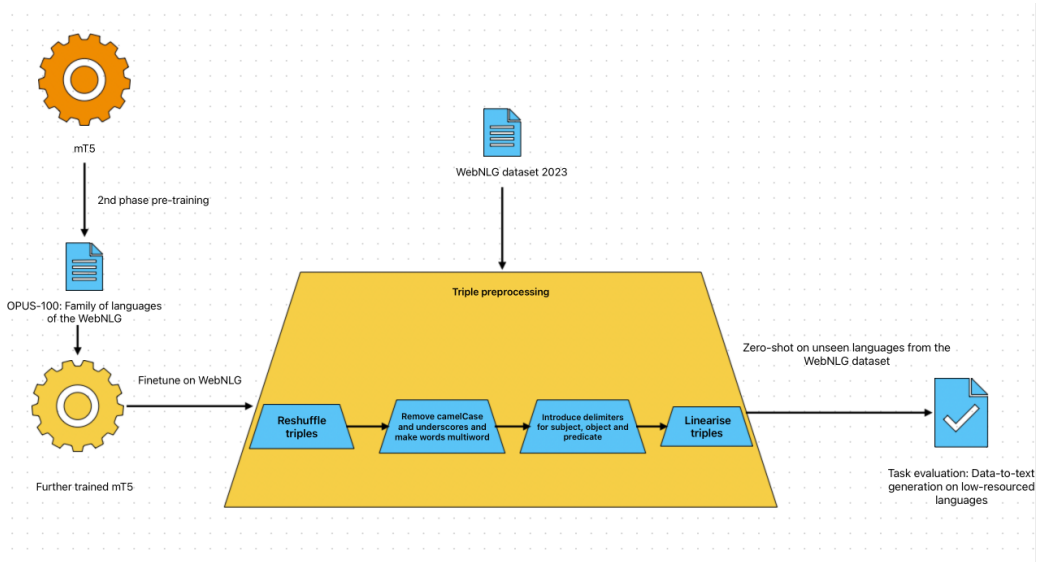 mT5
2nd phase pre-training
OPUS-100: Family of languages
of the WebNLG
Finetune on WebNLG
Further trained mT5
WebNLG dataset 2023
Triple preprocessing
Reshuffle
triples
Remove camelCase
and underscores and
make words multiword
Introduce delimiters
for subject, object and
predicate
Linearise
triples
Zero-shot on unseen languages from the
WebNLG dataset
Task evaluation: Data-to-text
generation on low-resourced
languages